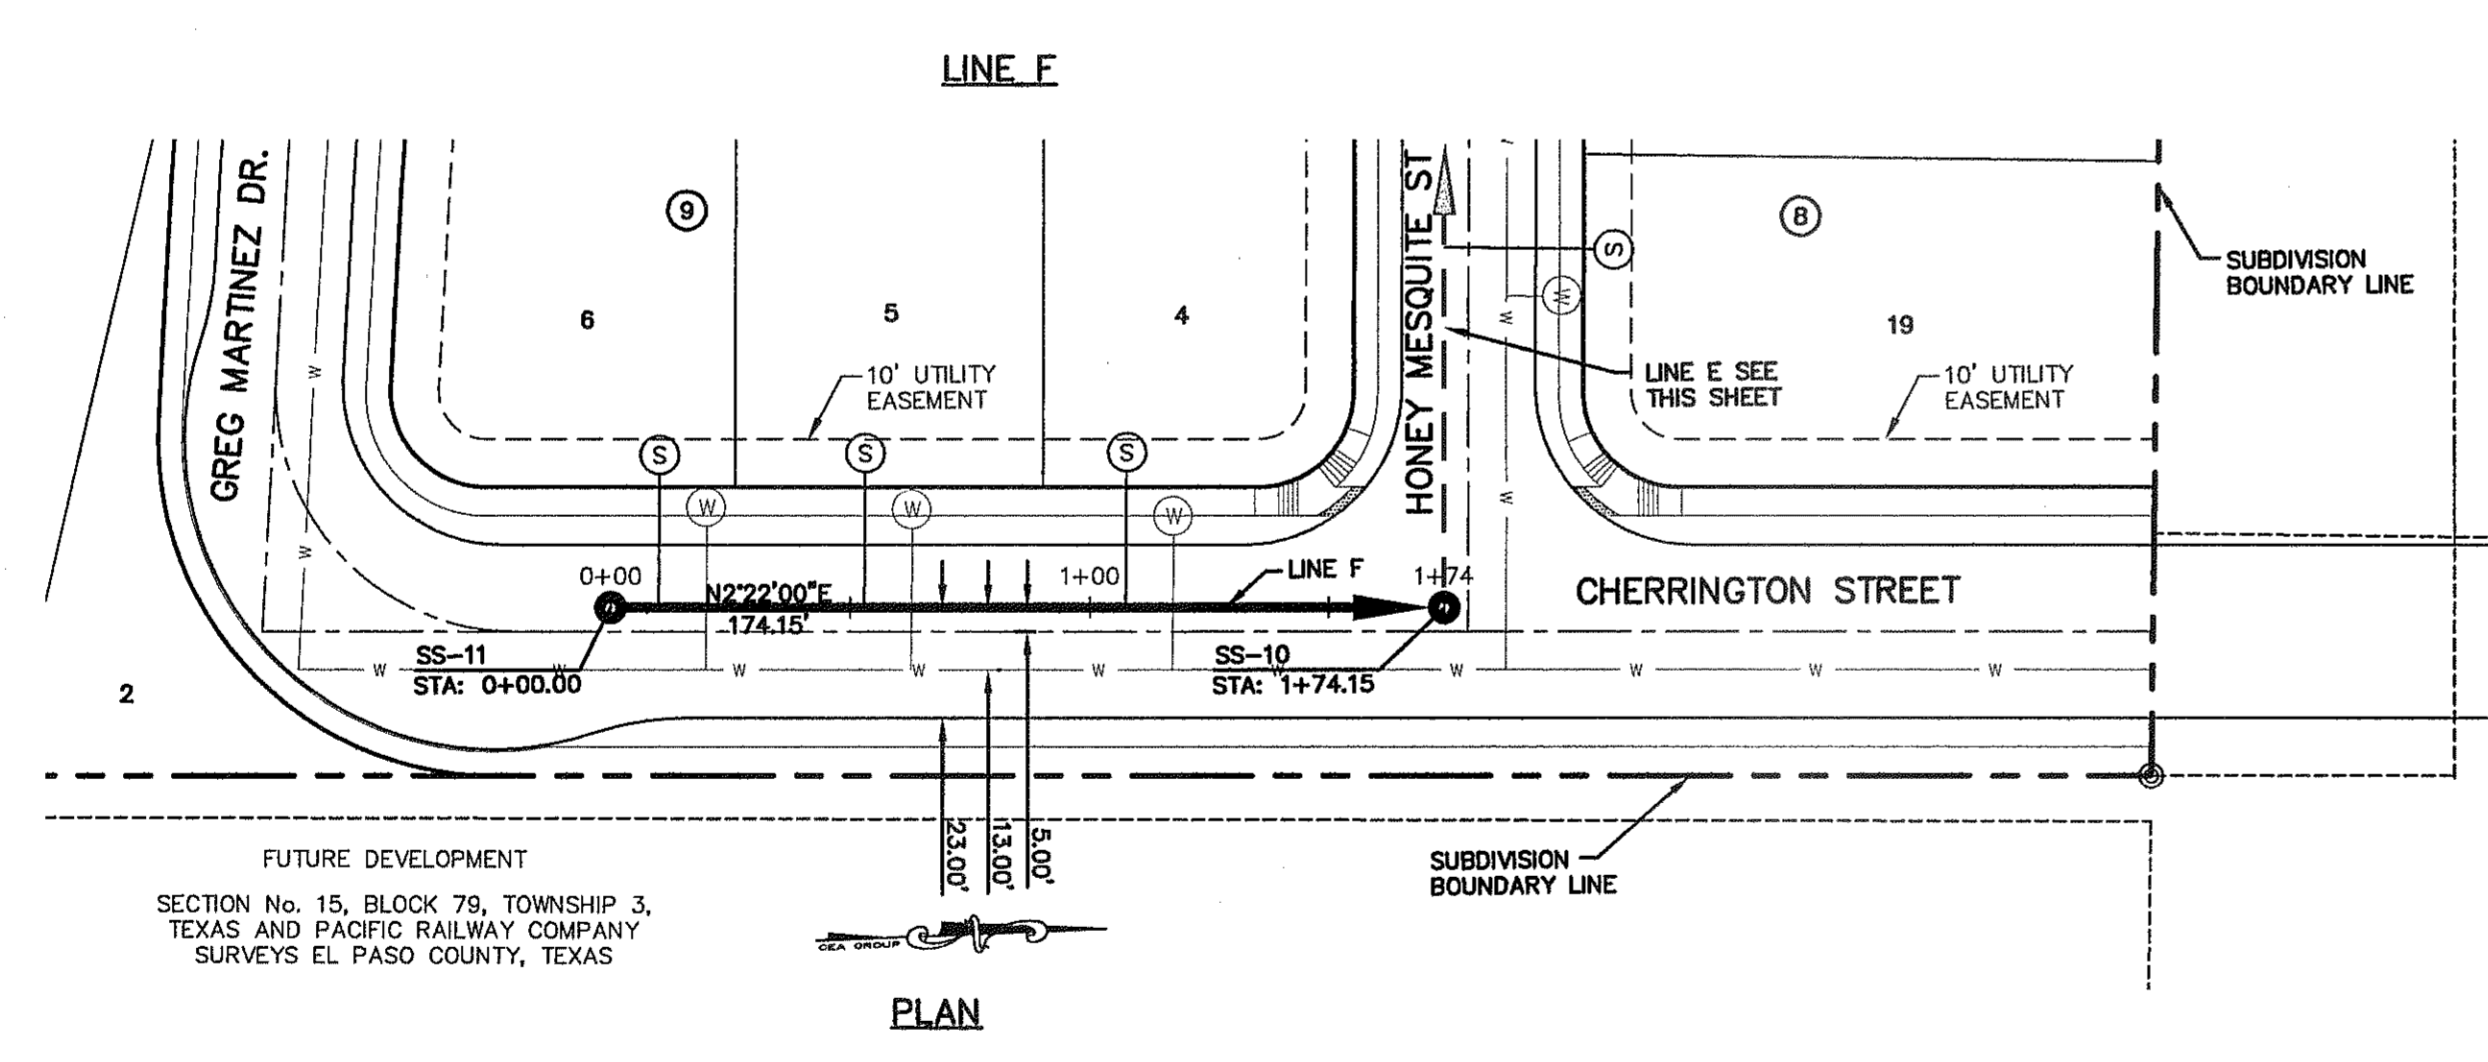 LINE F
GREG MARTINEZ DR.
HONEY MESQUITE ST
9
8
6
5
4
19
S
W
SUBDIVISION
BOUNDARY LINE
10' UTILITY
EASEMENT
LINE E SEE
THIS SHEET
10' UTILITY
EASEMENT
S
S
S
W
W
W
W
W
W
W
0+00
1+00
LINE F
1+74
CHERRINGTON STREET
N2°22'00"E
174.15'
SS-11
STA: 0+00.00
SS-10
STA: 1+74.15
W
W
W
W
W
W
W
W
W
W
2
23.00'
13.00'
5.00'
SUBDIVISION
BOUNDARY LINE
FUTURE DEVELOPMENT
SECTION No. 15, BLOCK 79, TOWNSHIP 3,
TEXAS AND PACIFIC RAILWAY COMPANY
SURVEYS EL PASO COUNTY, TEXAS
CEA GROUP
PLAN